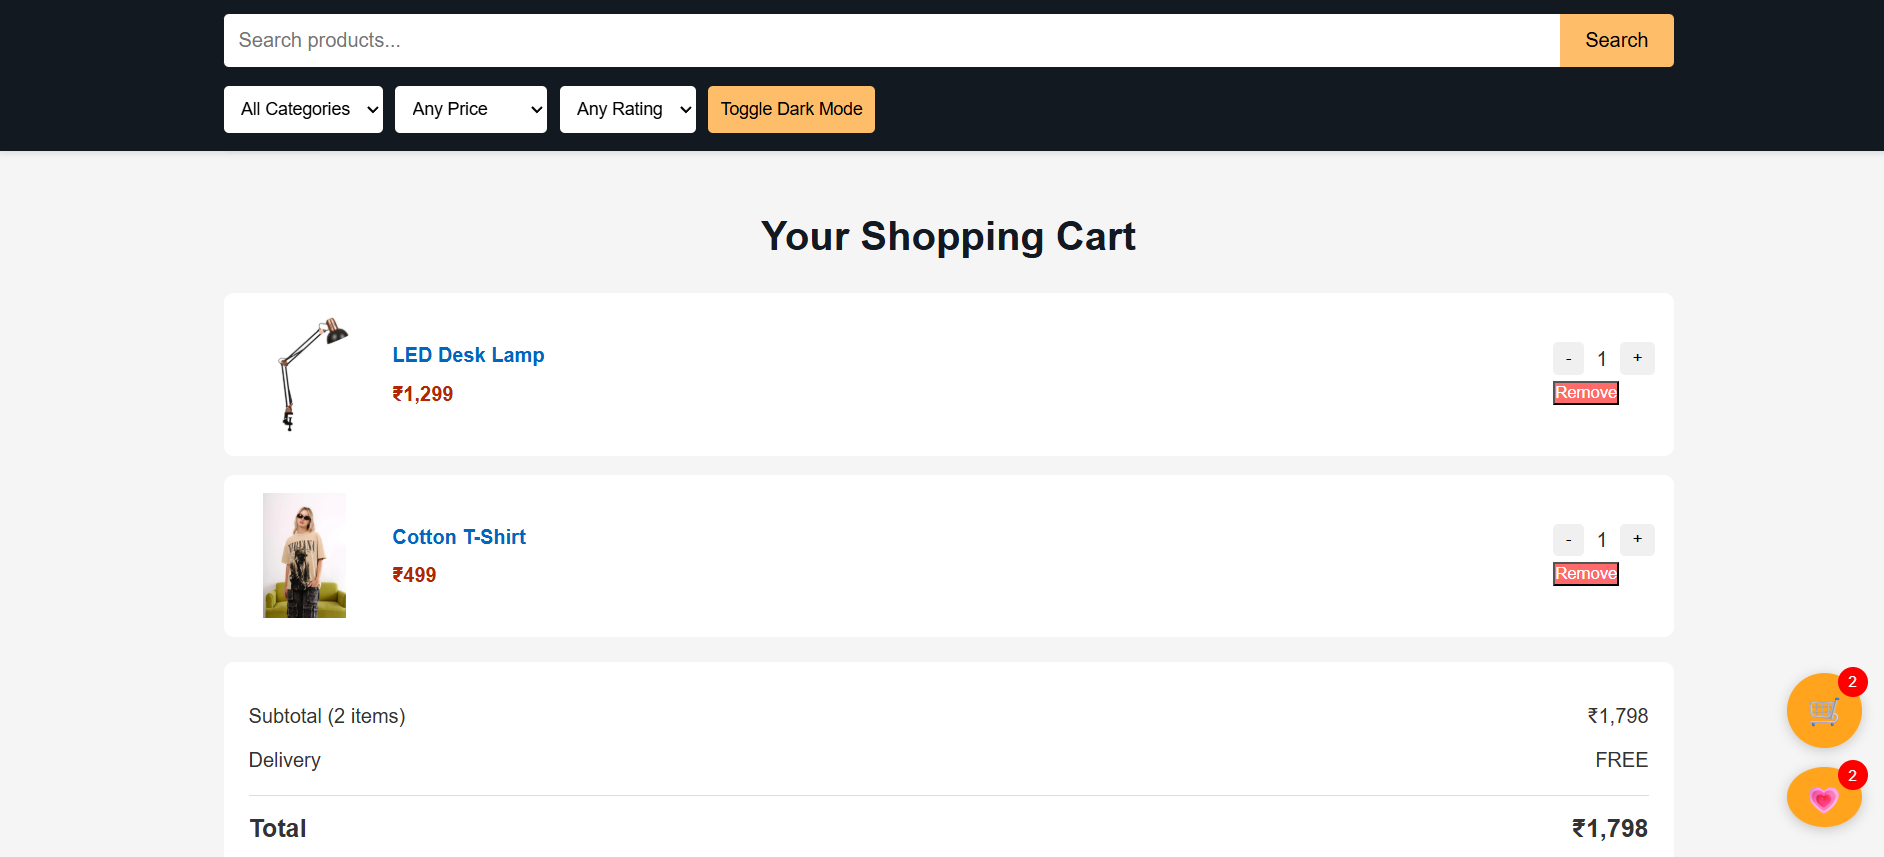 Search products...
Search
All Categories
Any Price
Any Rating
Toggle Dark Mode
Your Shopping Cart
LED Desk Lamp
₹1,299
- 1 +
Remove
NIRVANA
Cotton T-Shirt
₹499
- 1 +
Remove
Subtotal (2 items) ₹1,798
Delivery FREE
Total ₹1,798
2
2